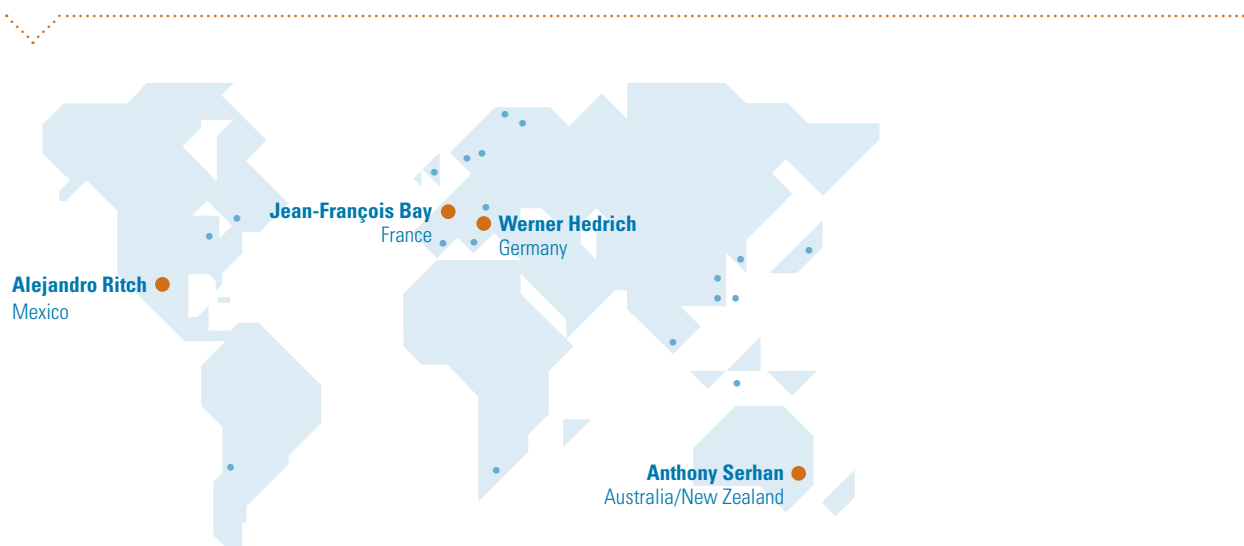 Jean-François Bay
France
Werner Hedrich
Germany
Alejandro Ritch
Mexico
Anthony Serhan
Australia/New Zealand